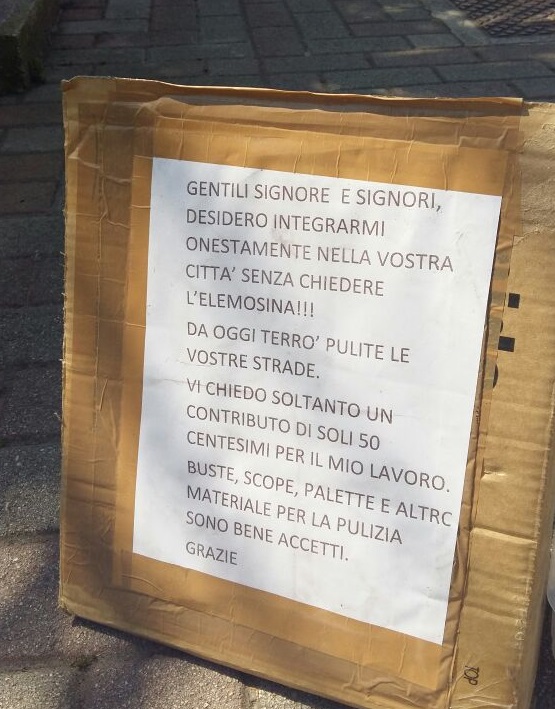 GENTILI SIGNORE E SIGNORI,
DESIDERO INTEGRARMI
ONESTAMENTE NELLA VOSTRA
CITTA' SENZA CHIEDERE
L'ELEMOSINA!!!
DA OGGI TERRO' PULITE LE
VOSTRE STRADE.
VI CHIEDO SOLTANTO UN
CONTRIBUTO DI SOLI 50
CENTESIMI PER IL MIO LAVORO.
BUSTE, SCOPE, PALETTE E ALTRO
MATERIALE PER LA PULIZIA
SONO BENE ACCETTI.
GRAZIE
TOP